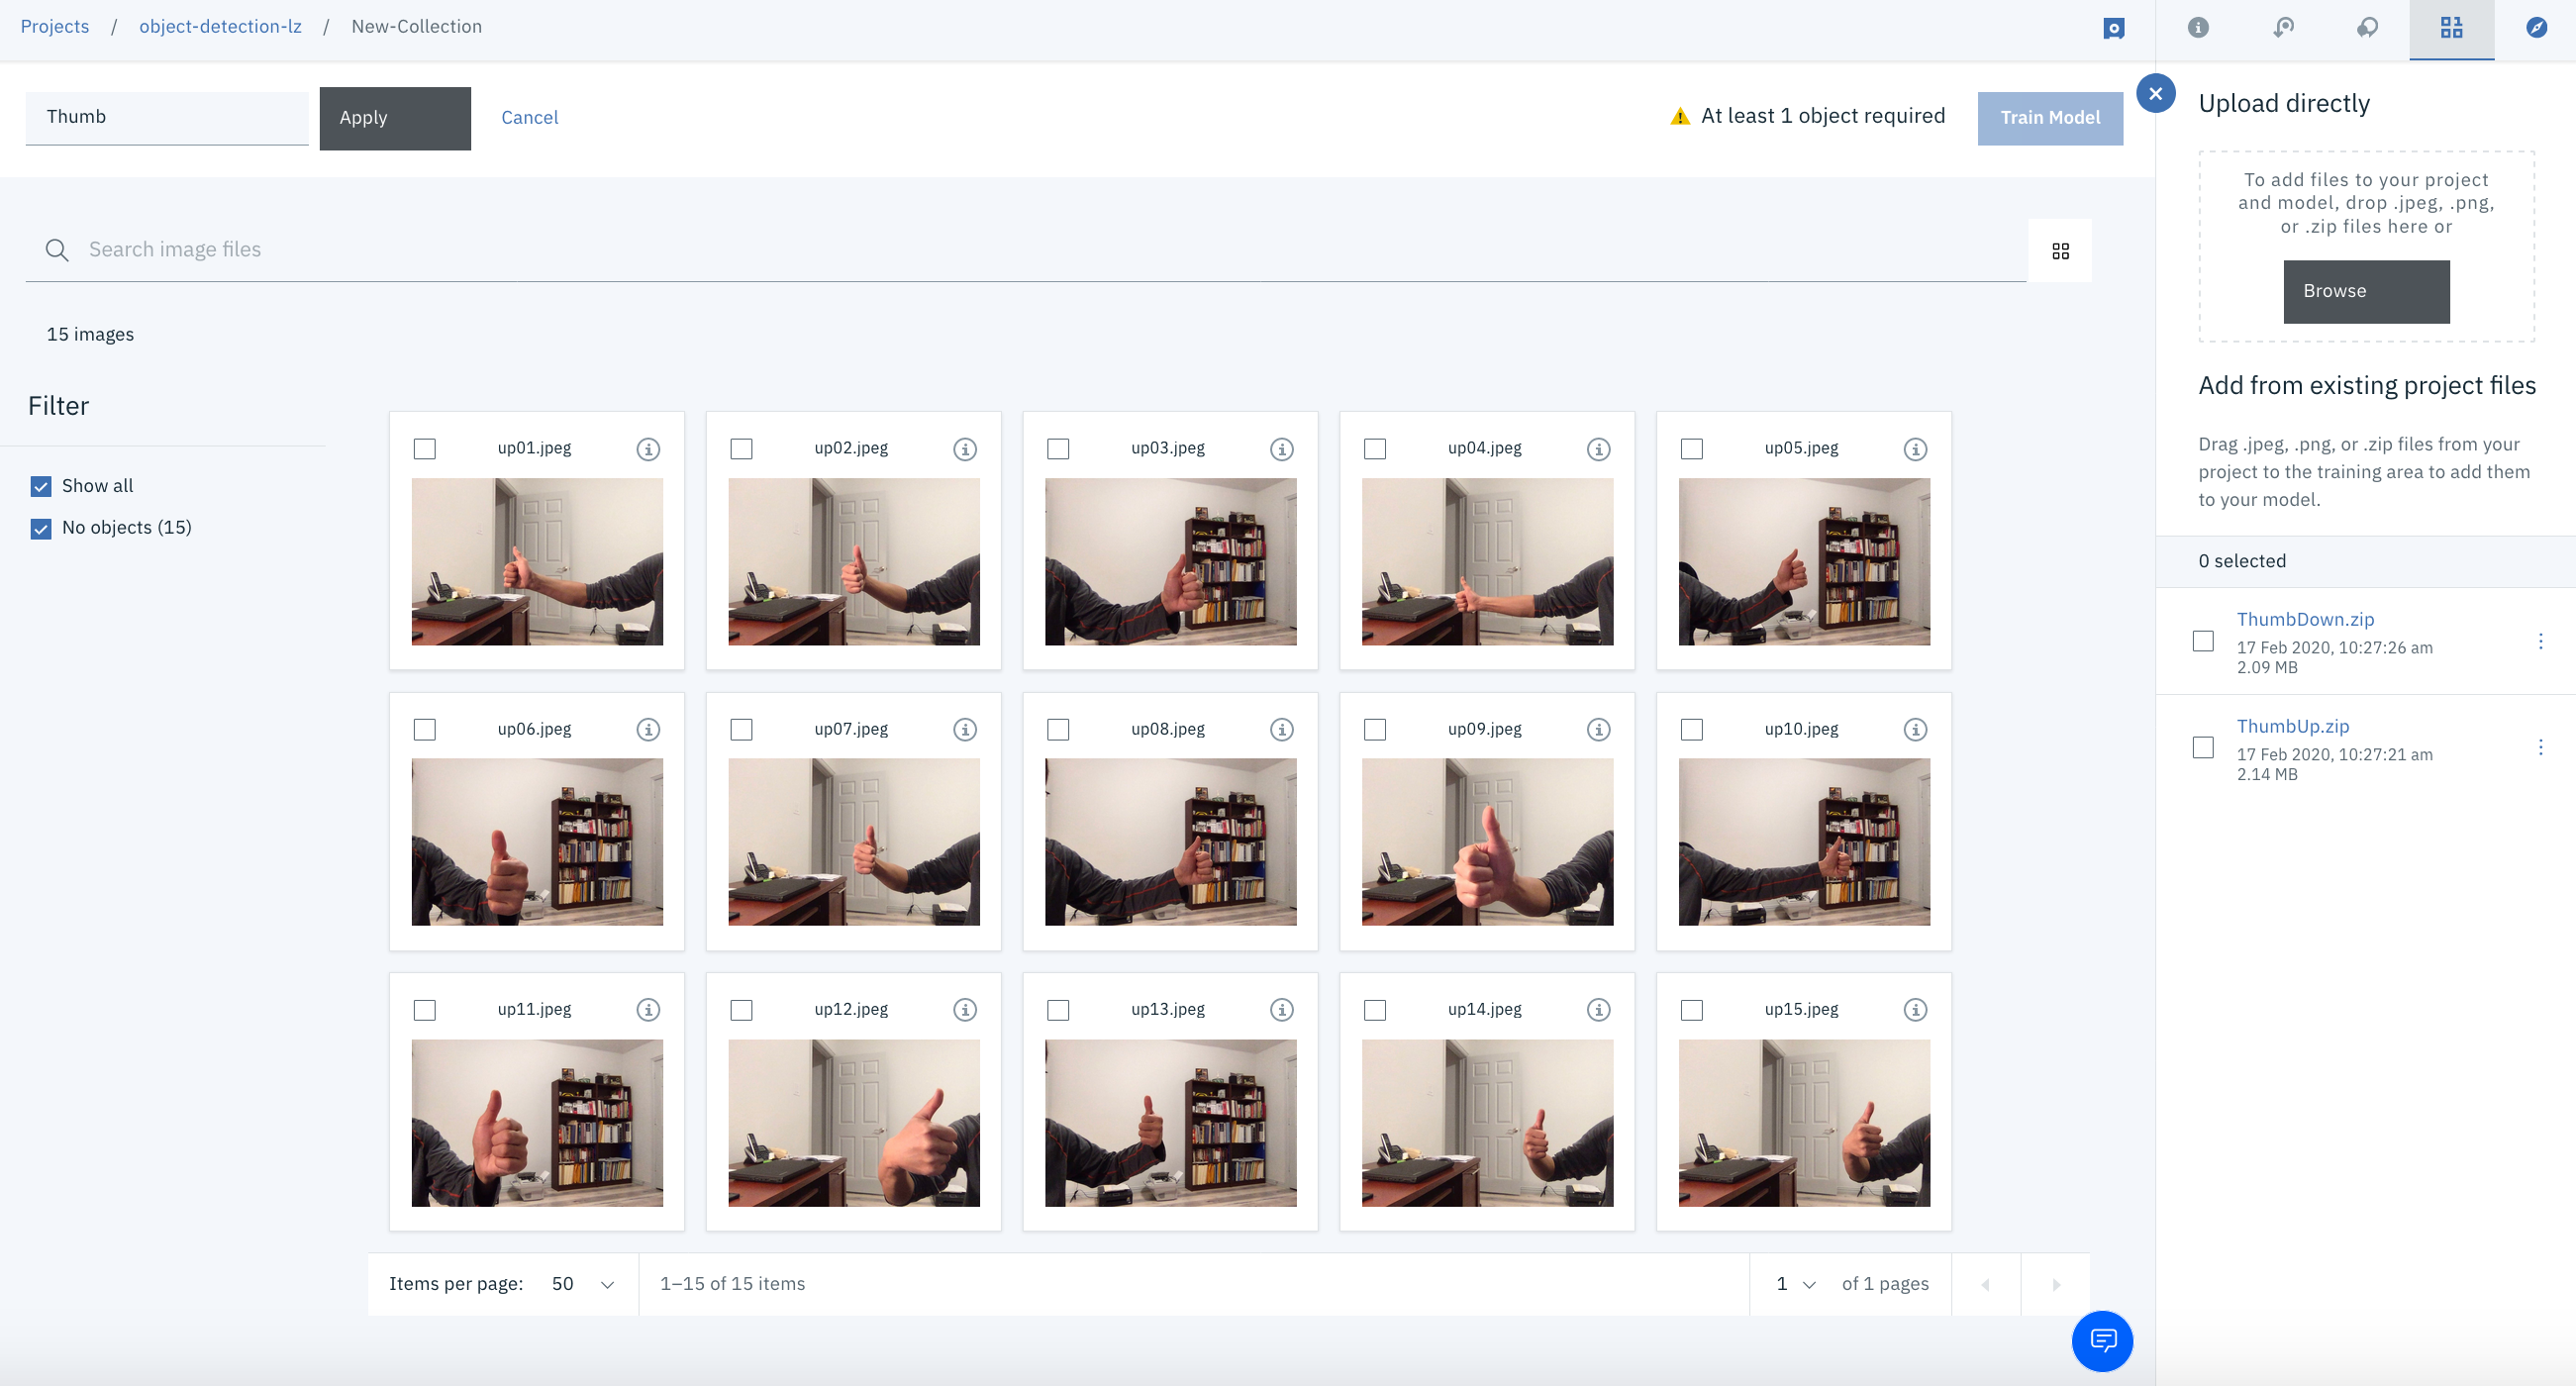 Projects / object-detection-lz / New-Collection
Thumb
Apply
Cancel
At least 1 object required
Train Model
Search image files
15 images
Filter
Show all
No objects (15)
up01.jpeg
up02.jpeg
up03.jpeg
up04.jpeg
up05.jpeg
up06.jpeg
up07.jpeg
up08.jpeg
up09.jpeg
up10.jpeg
up11.jpeg
up12.jpeg
up13.jpeg
up14.jpeg
up15.jpeg
Items per page: 50
1–15 of 15 items
1
of 1 pages
Upload directly
To add files to your project
and model, drop .jpeg, .png,
or .zip files here or
Browse
Add from existing project files
Drag .jpeg, .png, or .zip files from your
project to the training area to add them
to your model.
0 selected
ThumbDown.zip
17 Feb 2020, 10:27:26 am
2.09 MB
ThumbUp.zip
17 Feb 2020, 10:27:21 am
2.14 MB